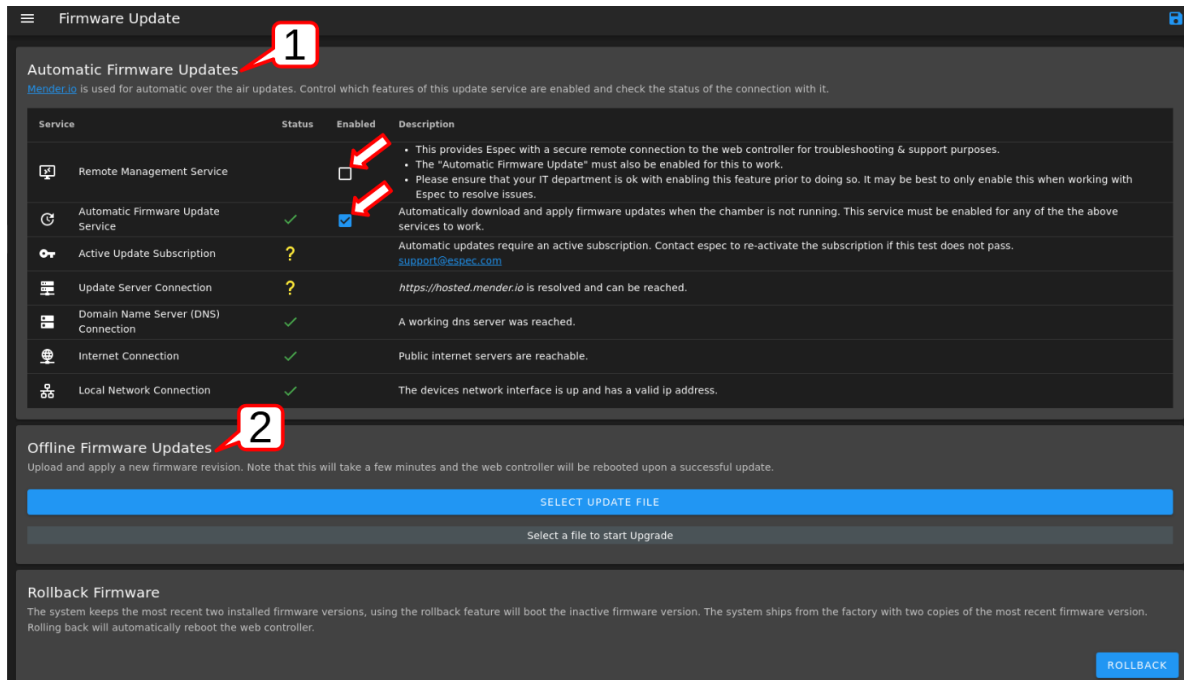 Firmware Update
1
Automatic Firmware Updates
Mender.io is used for automatic over the air updates. Control which features of this update service are enabled and check the status of the connection with it.
Service Status Enabled Description
Remote Management Service
• This provides Espec with a secure remote connection to the web controller for troubleshooting & support purposes.
• The "Automatic Firmware Update" must also be enabled for this to work.
• Please ensure that your IT department is ok with enabling this feature prior to doing so. It may be best to only enable this when working with
Espec to resolve issues.
Automatic Firmware Update
Service
Automatically download and apply firmware updates when the chamber is not running. This service must be enabled for any of the the above
services to work.
Active Update Subscription ?
Automatic updates require an active subscription. Contact espec to re-activate the subscription if this test does not pass.
support@espec.com
Update Server Connection ? https://hosted.mender.io is resolved and can be reached.
Domain Name Server (DNS)
Connection
A working dns server was reached.
Internet Connection Public internet servers are reachable.
Local Network Connection The devices network interface is up and has a valid ip address.
2
Offline Firmware Updates
Upload and apply a new firmware revision. Note that this will take a few minutes and the web controller will be rebooted upon a successful update.
SELECT UPDATE FILE
Select a file to start Upgrade
Rollback Firmware
The system keeps the most recent two installed firmware versions, using the rollback feature will boot the inactive firmware version. The system ships from the factory with two copies of the most recent firmware version.
Rolling back will automatically reboot the web controller.
ROLLBACK